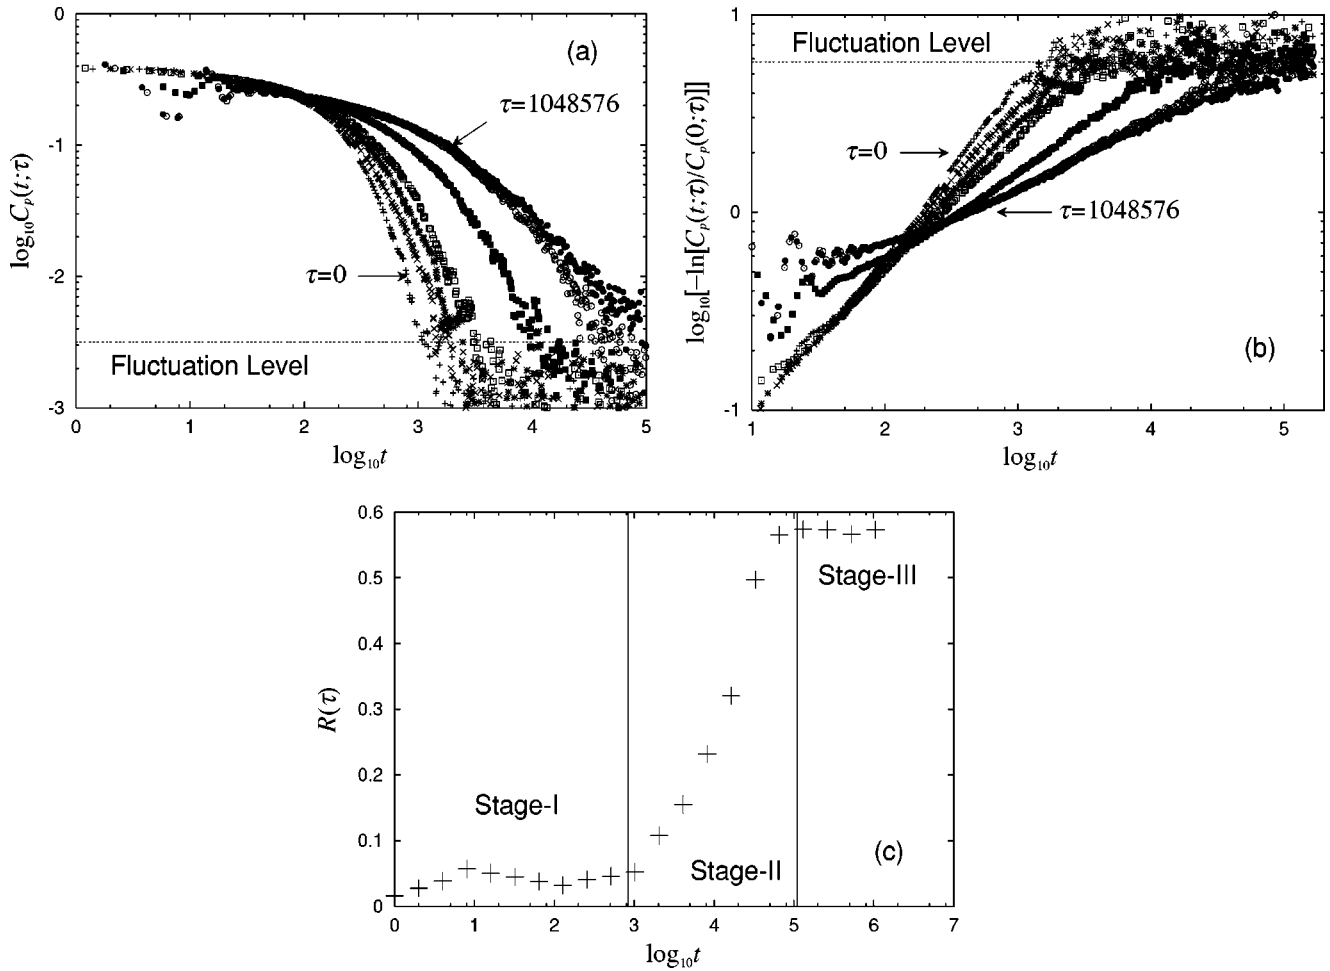 0
-1
-2
-3
log₁₀Cₚ(t;τ)
(a)
τ=1048576
τ=0
Fluctuation Level
0
1
2
3
4
5
log₁₀t
1
0
-1
log₁₀[−ln[Cₚ(t;τ)/Cₚ(0;τ)]]
Fluctuation Level
τ=0
τ=1048576
(b)
1
2
3
4
5
log₁₀t
0.6
0.5
0.4
0.3
0.2
0.1
0
R(τ)
Stage-I
Stage-II
Stage-III
(c)
0
1
2
3
4
5
6
7
log₁₀t